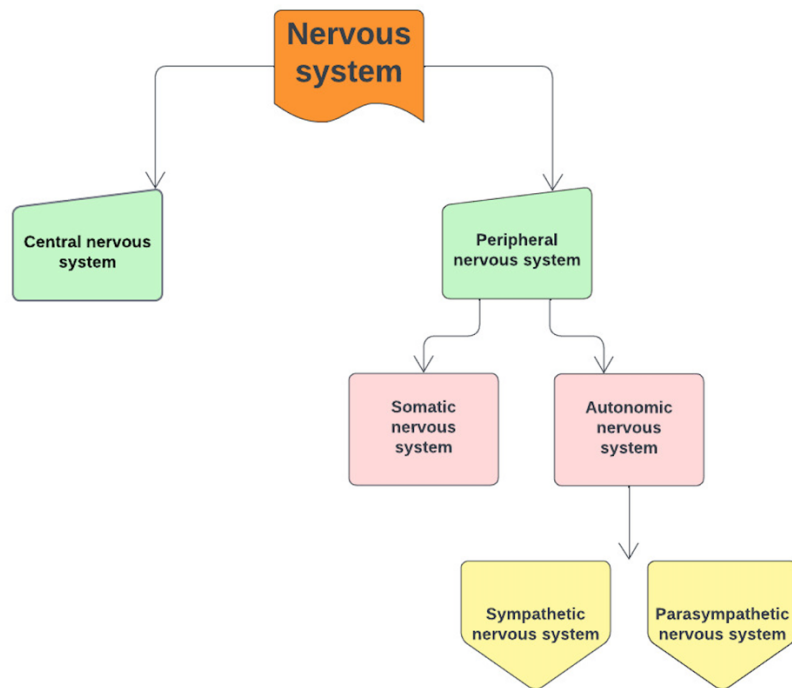 Nervous
system
Central nervous
system
Peripheral
nervous system
Somatic
nervous
system
Autonomic
nervous
system
Sympathetic
nervous system
Parasympathetic
nervous system